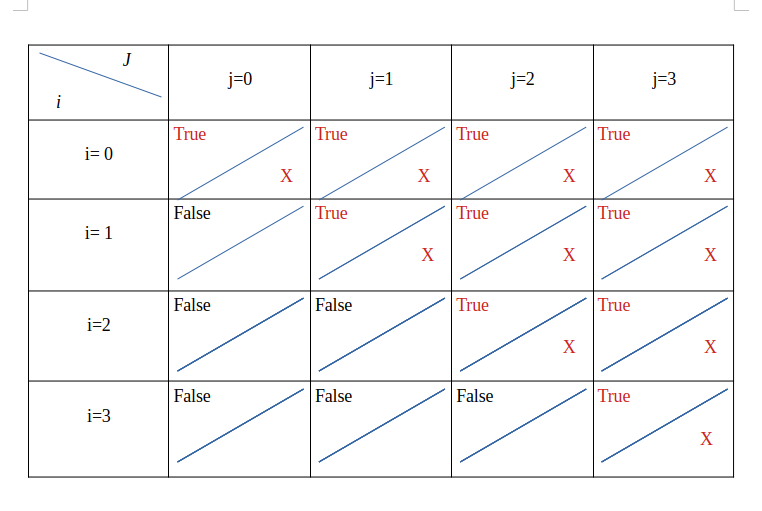 J
i
j=0
j=1
j=2
j=3
i= 0
True
X
True
X
True
X
True
X
i= 1
False
True
X
True
X
True
X
i=2
False
False
True
X
True
X
i=3
False
False
False
True
X